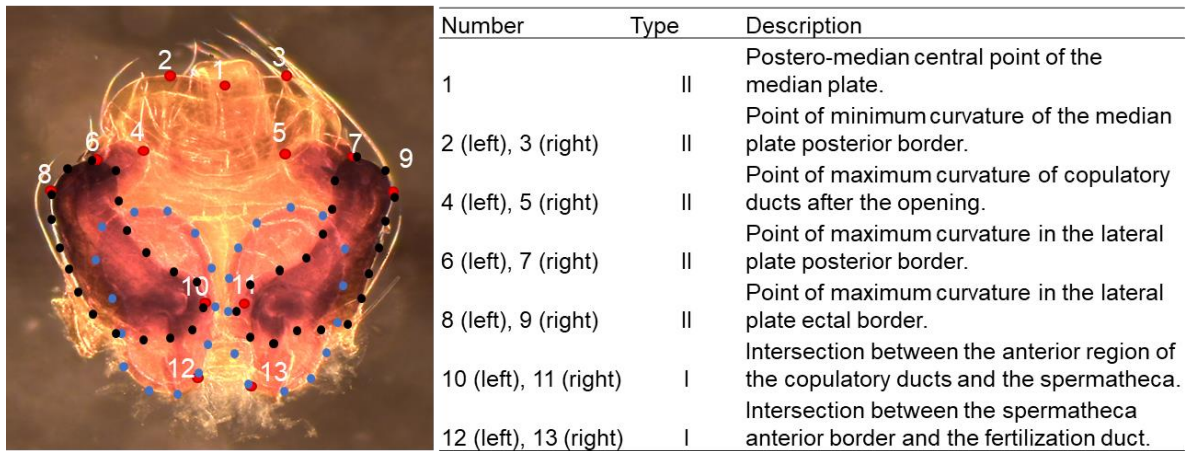 2
1
3
4
5
6
7
8
9
10
11
12
13
Number Type Description
Postero-median central point of the
1 II median plate.
Point of minimum curvature of the median
2 (left), 3 (right) II plate posterior border.
Point of maximum curvature of copulatory
4 (left), 5 (right) II ducts after the opening.
Point of maximum curvature in the lateral
6 (left), 7 (right) II plate posterior border.
Point of maximum curvature in the lateral
8 (left), 9 (right) II plate ectal border.
Intersection between the anterior region of
10 (left), 11 (right) I the copulatory ducts and the spermatheca.
Intersection between the spermatheca
12 (left), 13 (right) I anterior border and the fertilization duct.